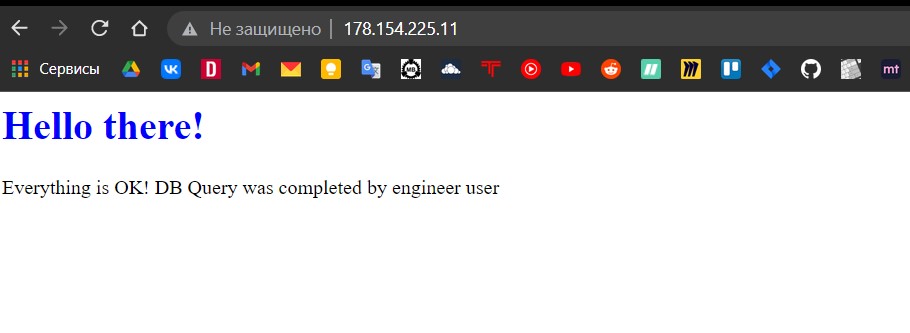 Не защищено | 178.154.225.11
Сервисы
D
MB
M
mt
Hello there!
Everything is OK! DB Query was completed by engineer user